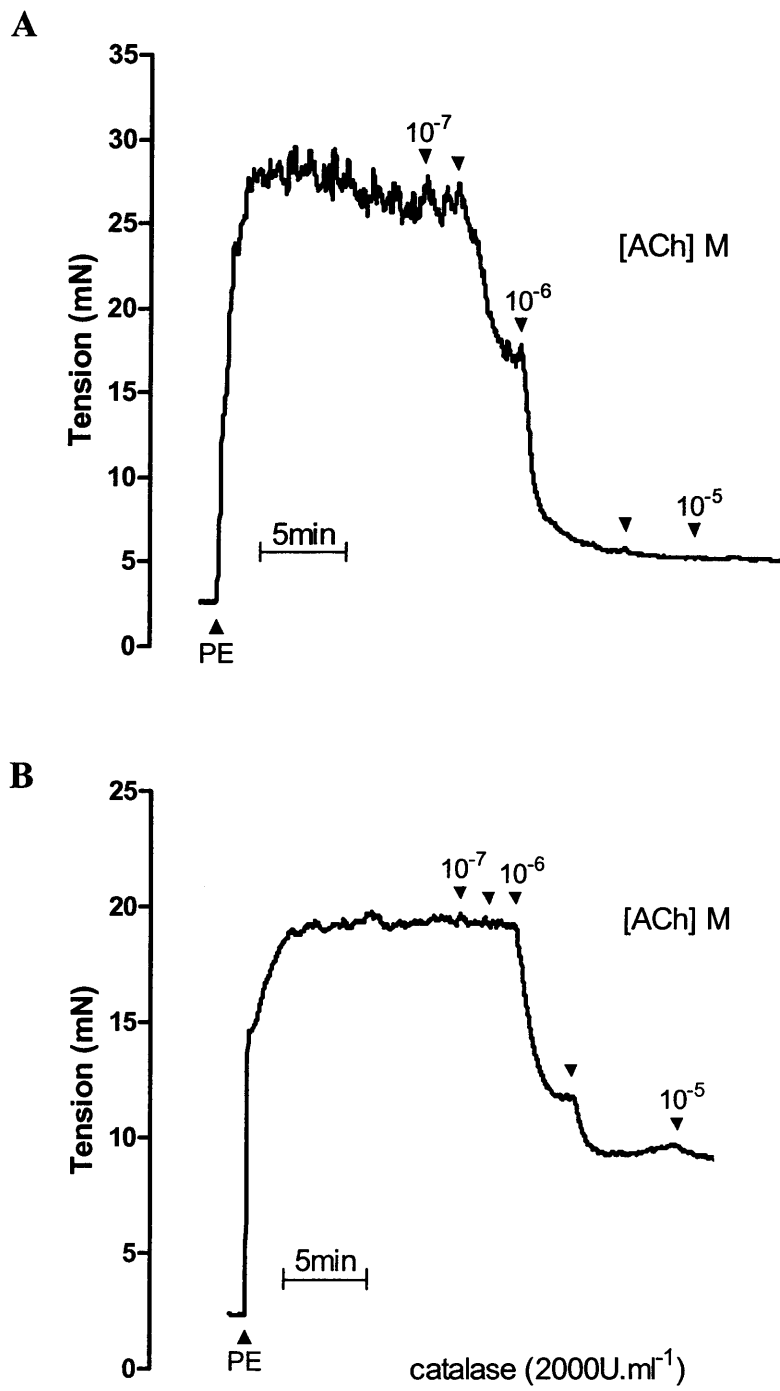 A
35
30
25
20
15
10
5
0
Tension (mN)
10-7
[ACh] M
10-6
10-5
5min
PE
B
25
20
15
10
5
0
Tension (mN)
10-7 10-6
[ACh] M
10-5
5min
PE
catalase (2000U.ml-1)